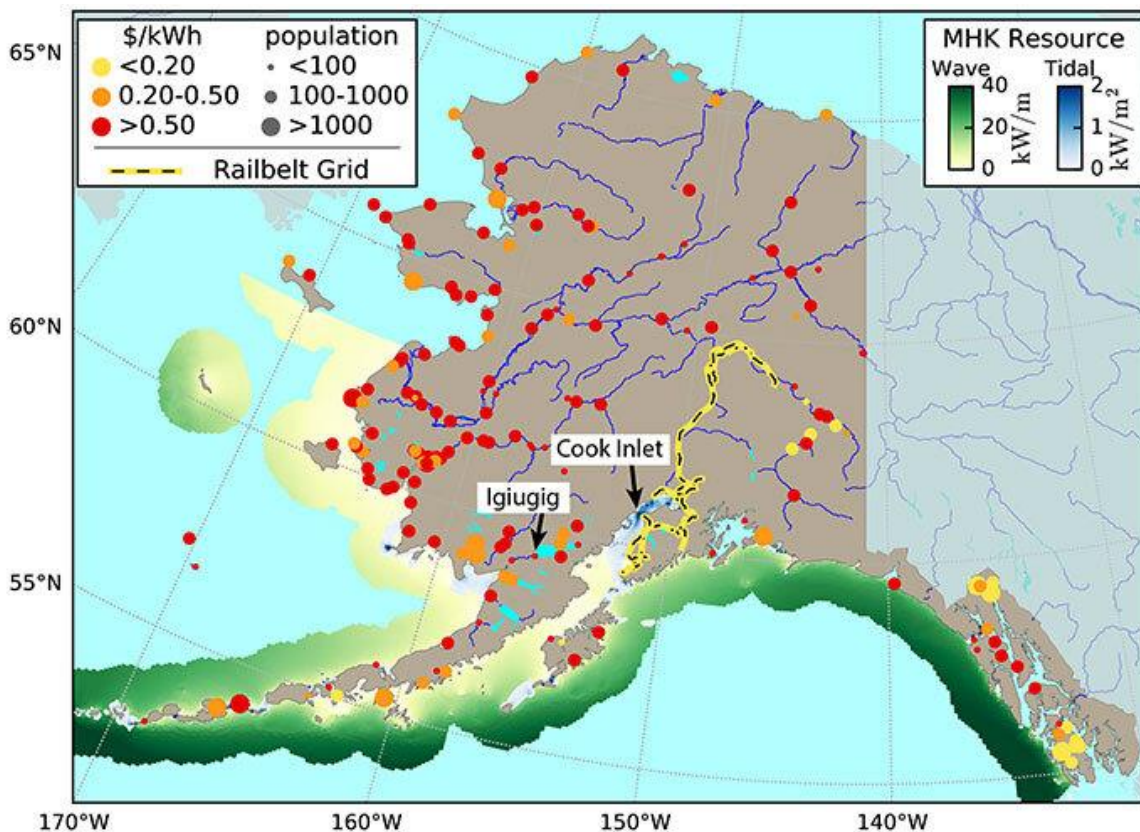 $/kWh population
<0.20 <100
0.20-0.50 100-1000
>0.50 >1000
Railbelt Grid
MHK Resource
Wave Tidal
40 2
20 kW/m 1 kW/m²
0 0
65°N
60°N
55°N
Cook Inlet
Igiugig
170°W 160°W 150°W 140°W